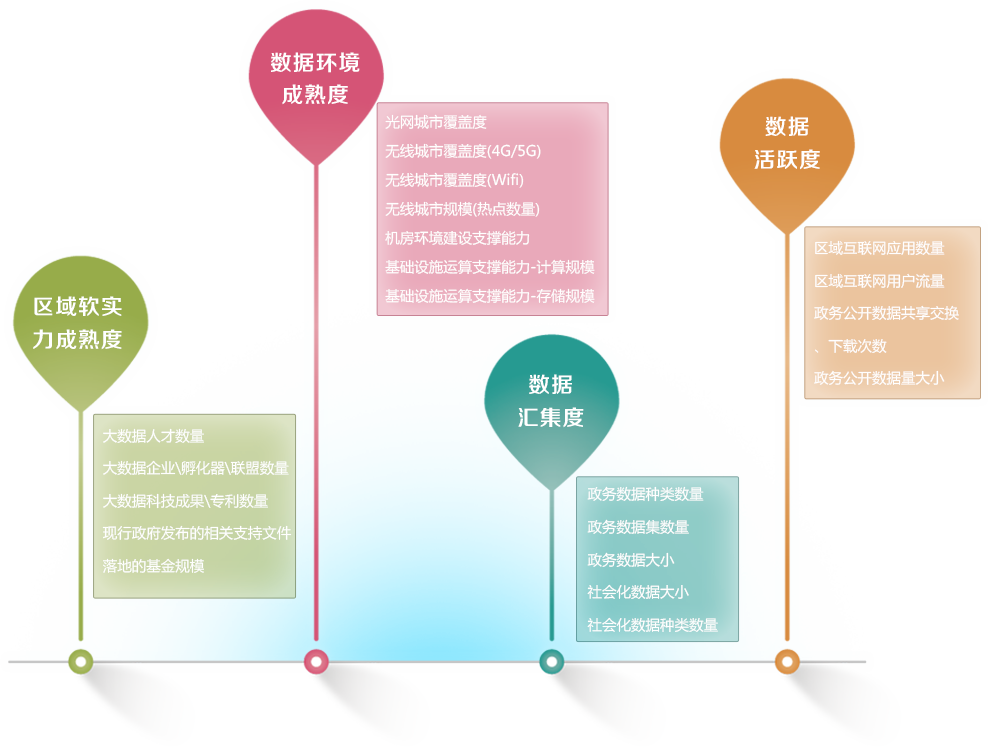 区域软实
力成熟度
大数据人才数量
大数据企业\孵化器\联盟数量
大数据科技成果\专利数量
现行政府发布的相关支持文件
落地的基金规模
数据环境
成熟度
光网城市覆盖度
无线城市覆盖度(4G/5G)
无线城市覆盖度(Wifi)
无线城市规模(热点数量)
机房环境建设支撑能力
基础设施运算支撑能力-计算规模
基础设施运算支撑能力-存储规模
数据
汇集度
政务数据种类数量
政务数据集数量
政务数据大小
社会化数据大小
社会化数据种类数量
数据
活跃度
区域互联网应用数量
区域互联网用户流量
政务公开数据共享交换
、下载次数
政务公开数据量大小